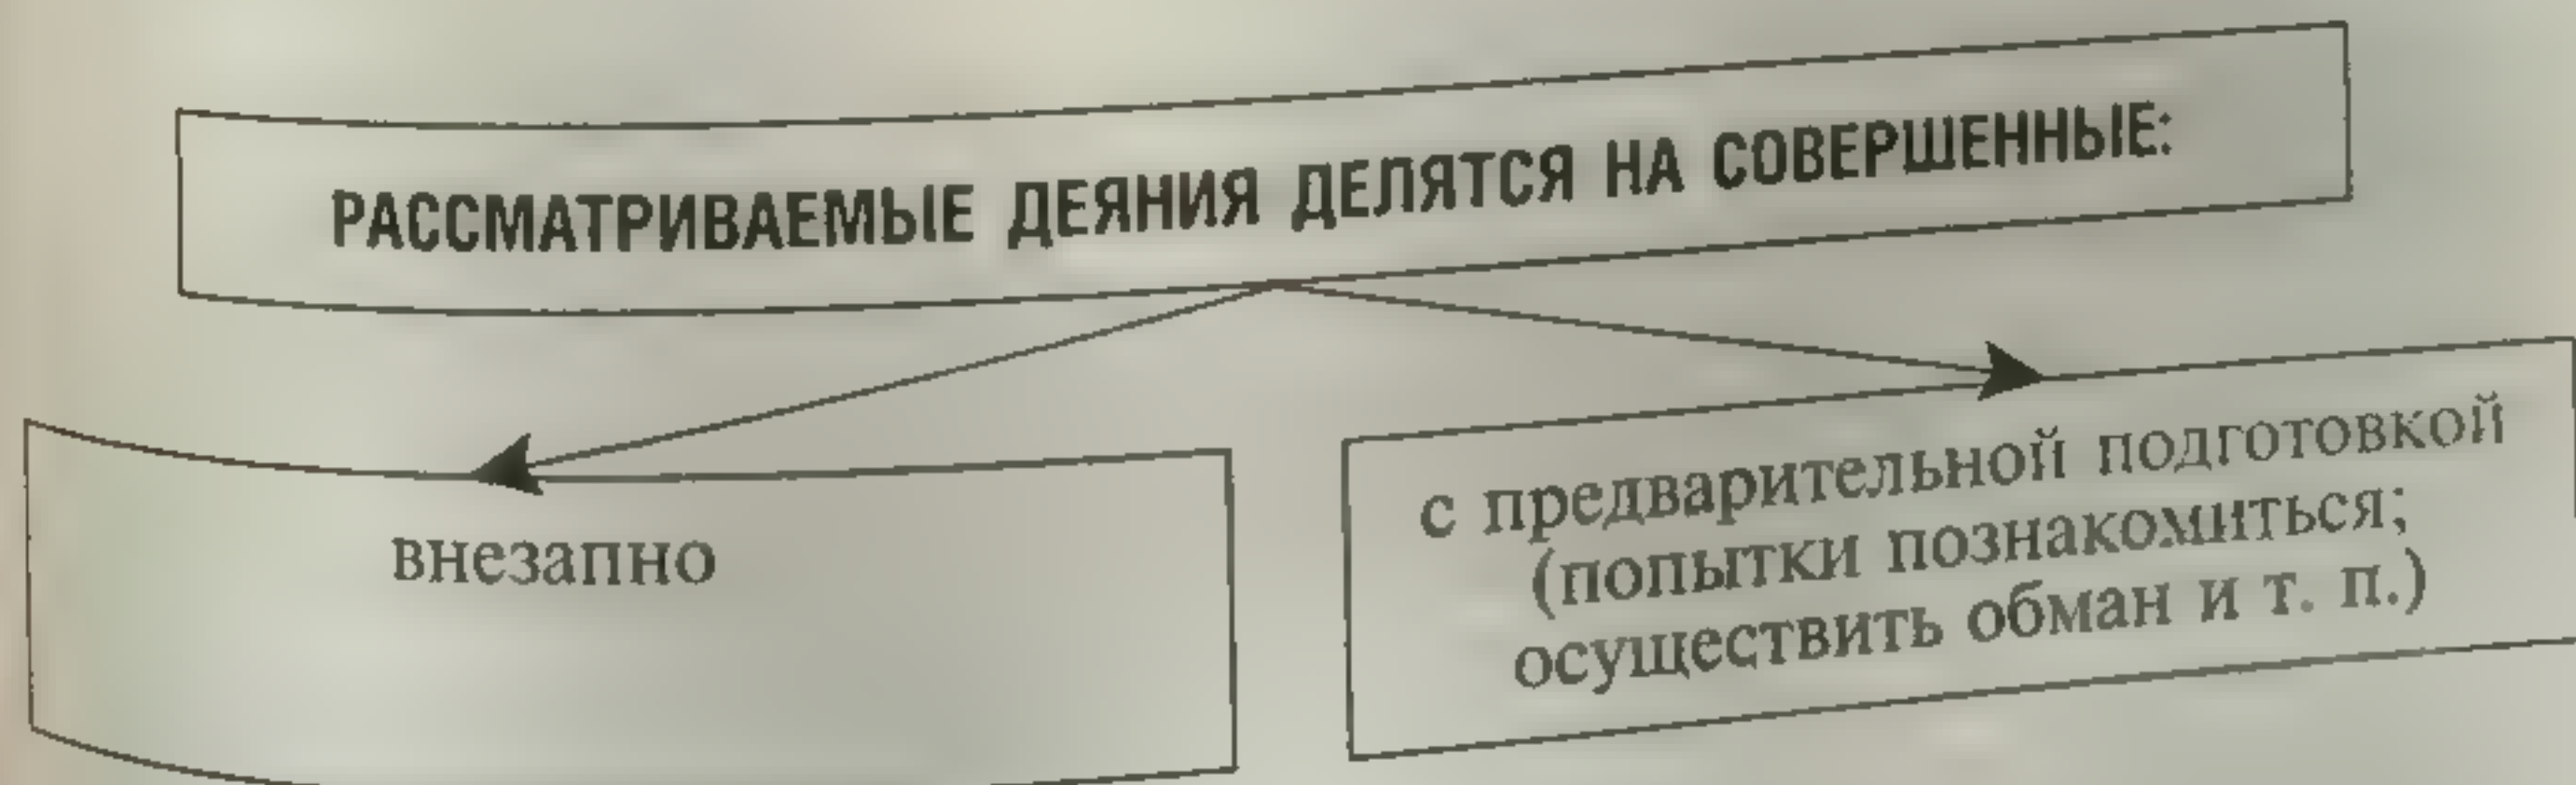 РАССМАТРИВАЕМЫЕ ДЕЯНИЯ ДЕЛЯТСЯ НА СОВЕРШЕННЫЕ:
внезапно
с предварительной подготовкой
(попытки познакомиться;
осуществить обман и т. п.)